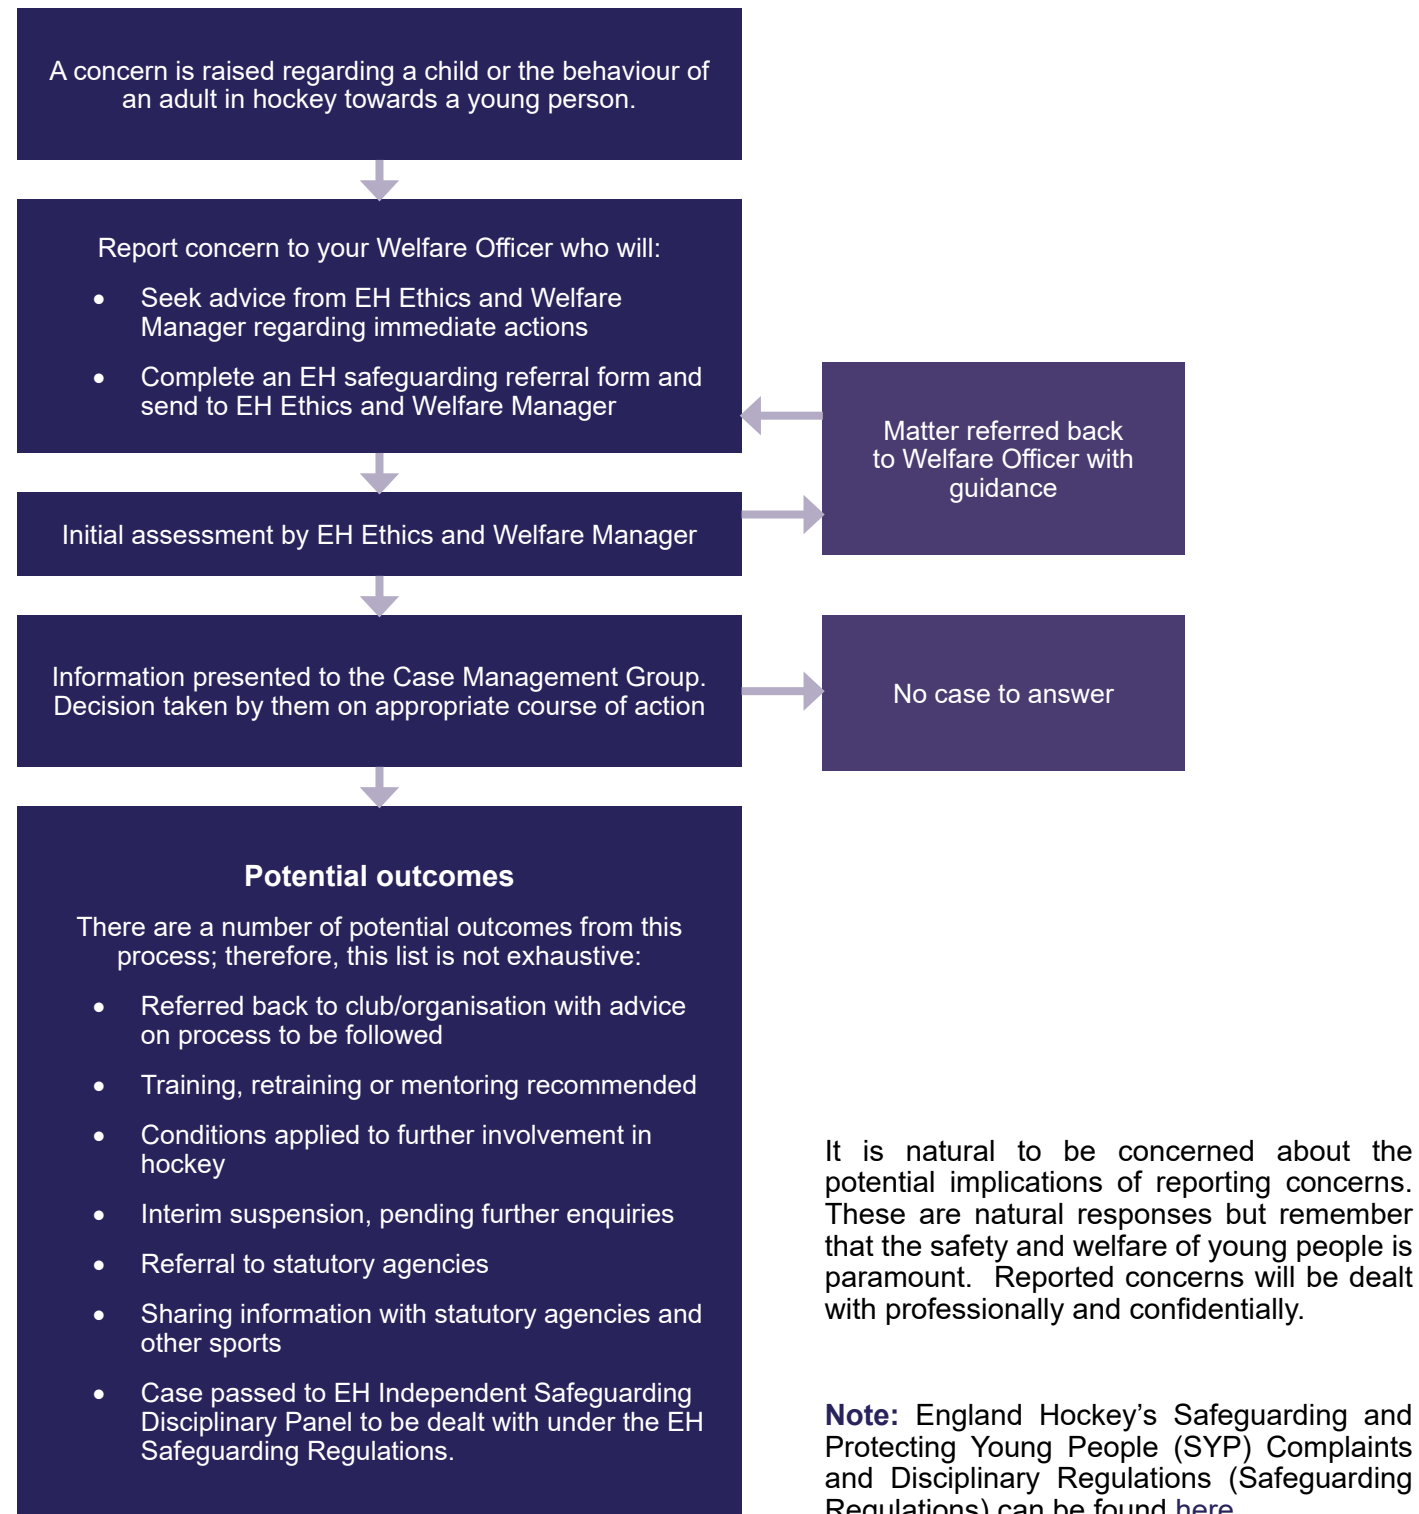 A concern is raised regarding a child or the behaviour of
an adult in hockey towards a young person.
Report concern to your Welfare Officer who will:
• Seek advice from EH Ethics and Welfare
Manager regarding immediate actions
• Complete an EH safeguarding referral form and
send to EH Ethics and Welfare Manager
Matter referred back
to Welfare Officer with
guidance
Initial assessment by EH Ethics and Welfare Manager
Information presented to the Case Management Group.
Decision taken by them on appropriate course of action
No case to answer
Potential outcomes
There are a number of potential outcomes from this
process; therefore, this list is not exhaustive:
• Referred back to club/organisation with advice
on process to be followed
• Training, retraining or mentoring recommended
• Conditions applied to further involvement in
hockey
• Interim suspension, pending further enquiries
• Referral to statutory agencies
• Sharing information with statutory agencies and
other sports
• Case passed to EH Independent Safeguarding
Disciplinary Panel to be dealt with under the EH
Safeguarding Regulations.
It is natural to be concerned about the
potential implications of reporting concerns.
These are natural responses but remember
that the safety and welfare of young people is
paramount. Reported concerns will be dealt
with professionally and confidentially.
Note: England Hockey's Safeguarding and
Protecting Young People (SYP) Complaints
and Disciplinary Regulations (Safeguarding
Regulations) can be found here